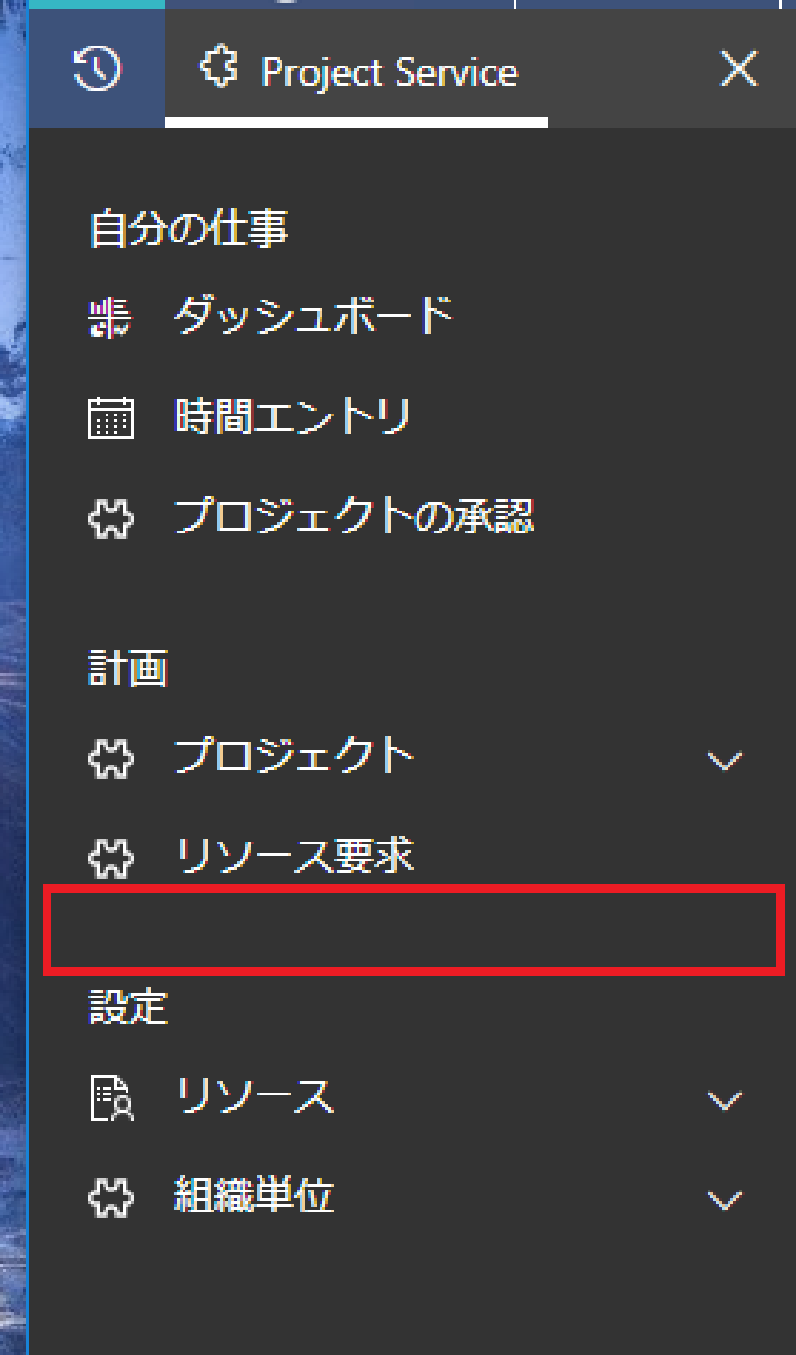 Project Service
自分の仕事
ダッシュボード
時間エントリ
プロジェクトの承認
計画
プロジェクト
リソース要求
設定
リソース
組織単位